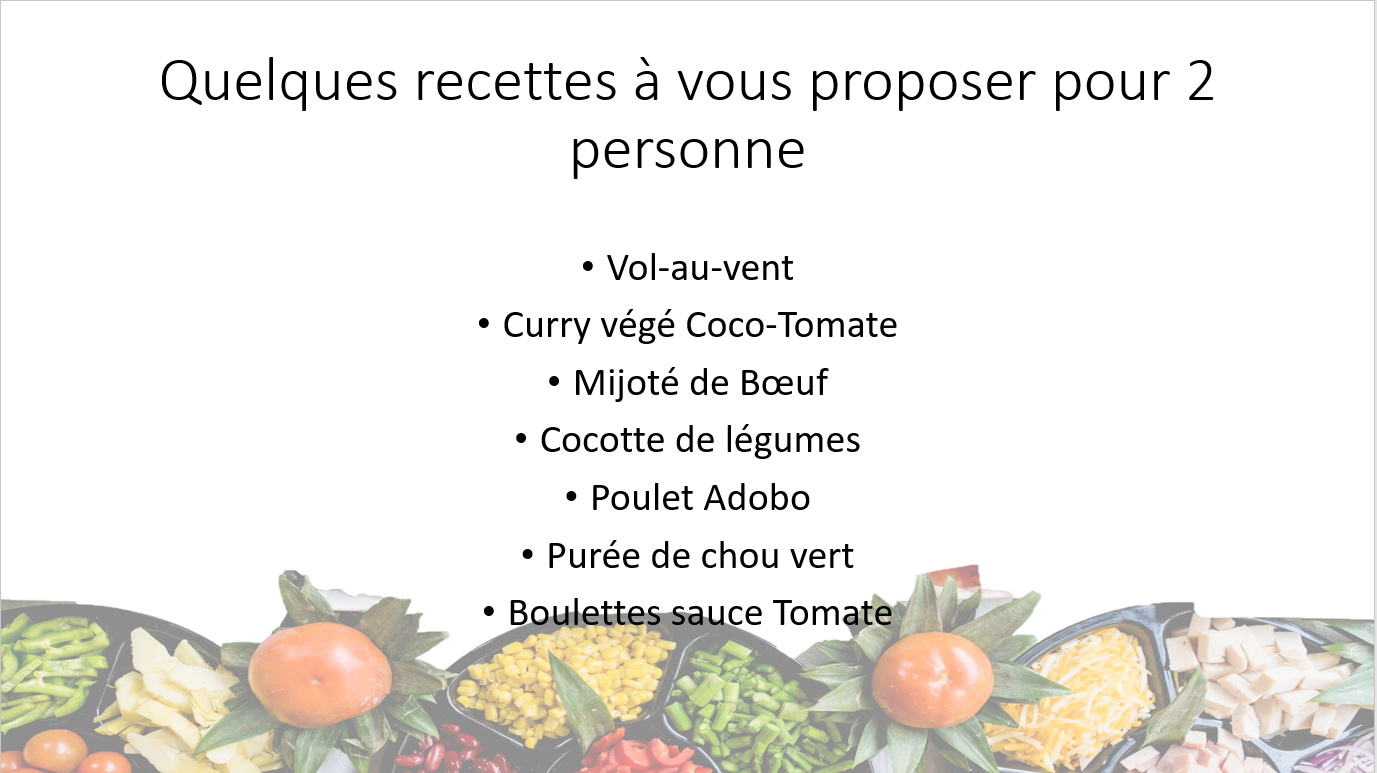 Quelques recettes à vous proposer pour 2
personne
• Vol-au-vent
• Curry végé Coco-Tomate
• Mijoté de Bœuf
• Cocotte de légumes
• Poulet Adobo
• Purée de chou vert
• Boulettes sauce Tomate